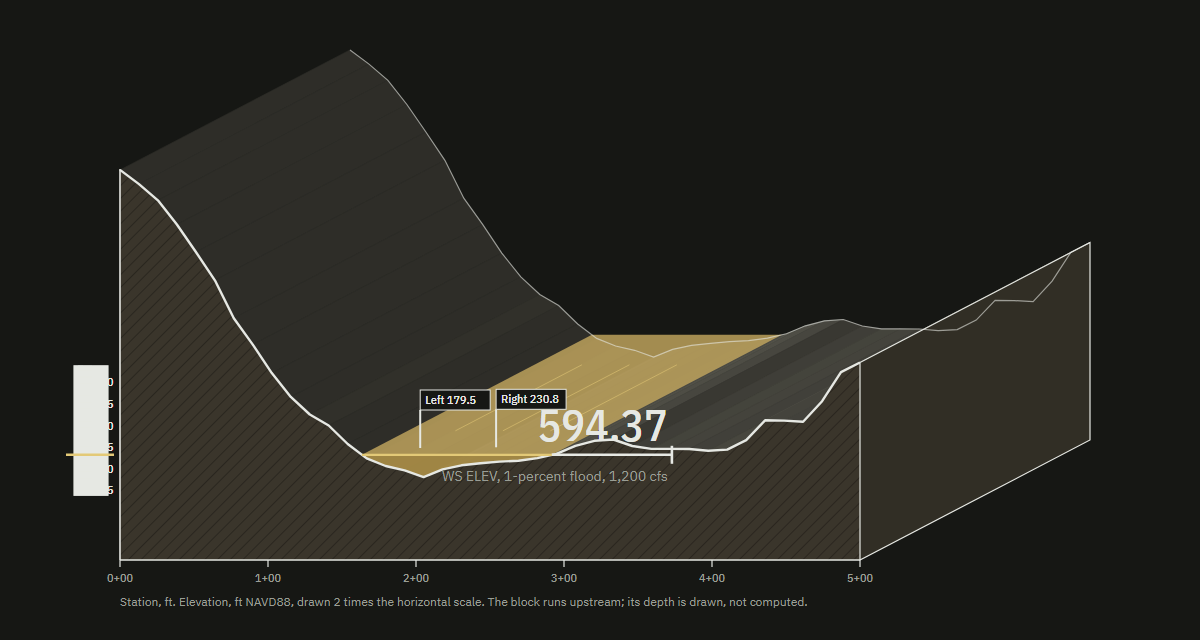 Left 179.5
Right 230.8
594.37
WS ELEV, 1-percent flood, 1,200 cfs
0+00
1+00
2+00
3+00
4+00
5+00
Station, ft. Elevation, ft NAVD88, drawn 2 times the horizontal scale. The block runs upstream; its depth is drawn, not computed.